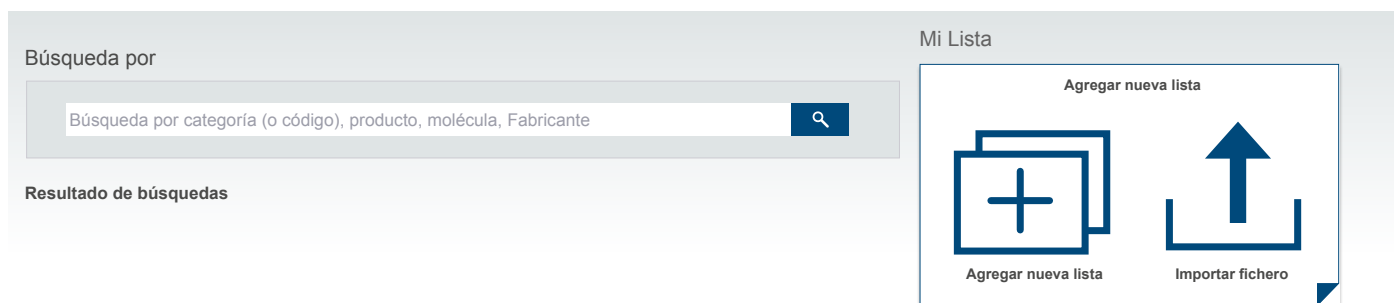 Búsqueda por
Búsqueda por categoría (o código), producto, molécula, Fabricante
Resultado de búsquedas
Mi Lista
Agregar nueva lista
Agregar nueva lista
Importar fichero